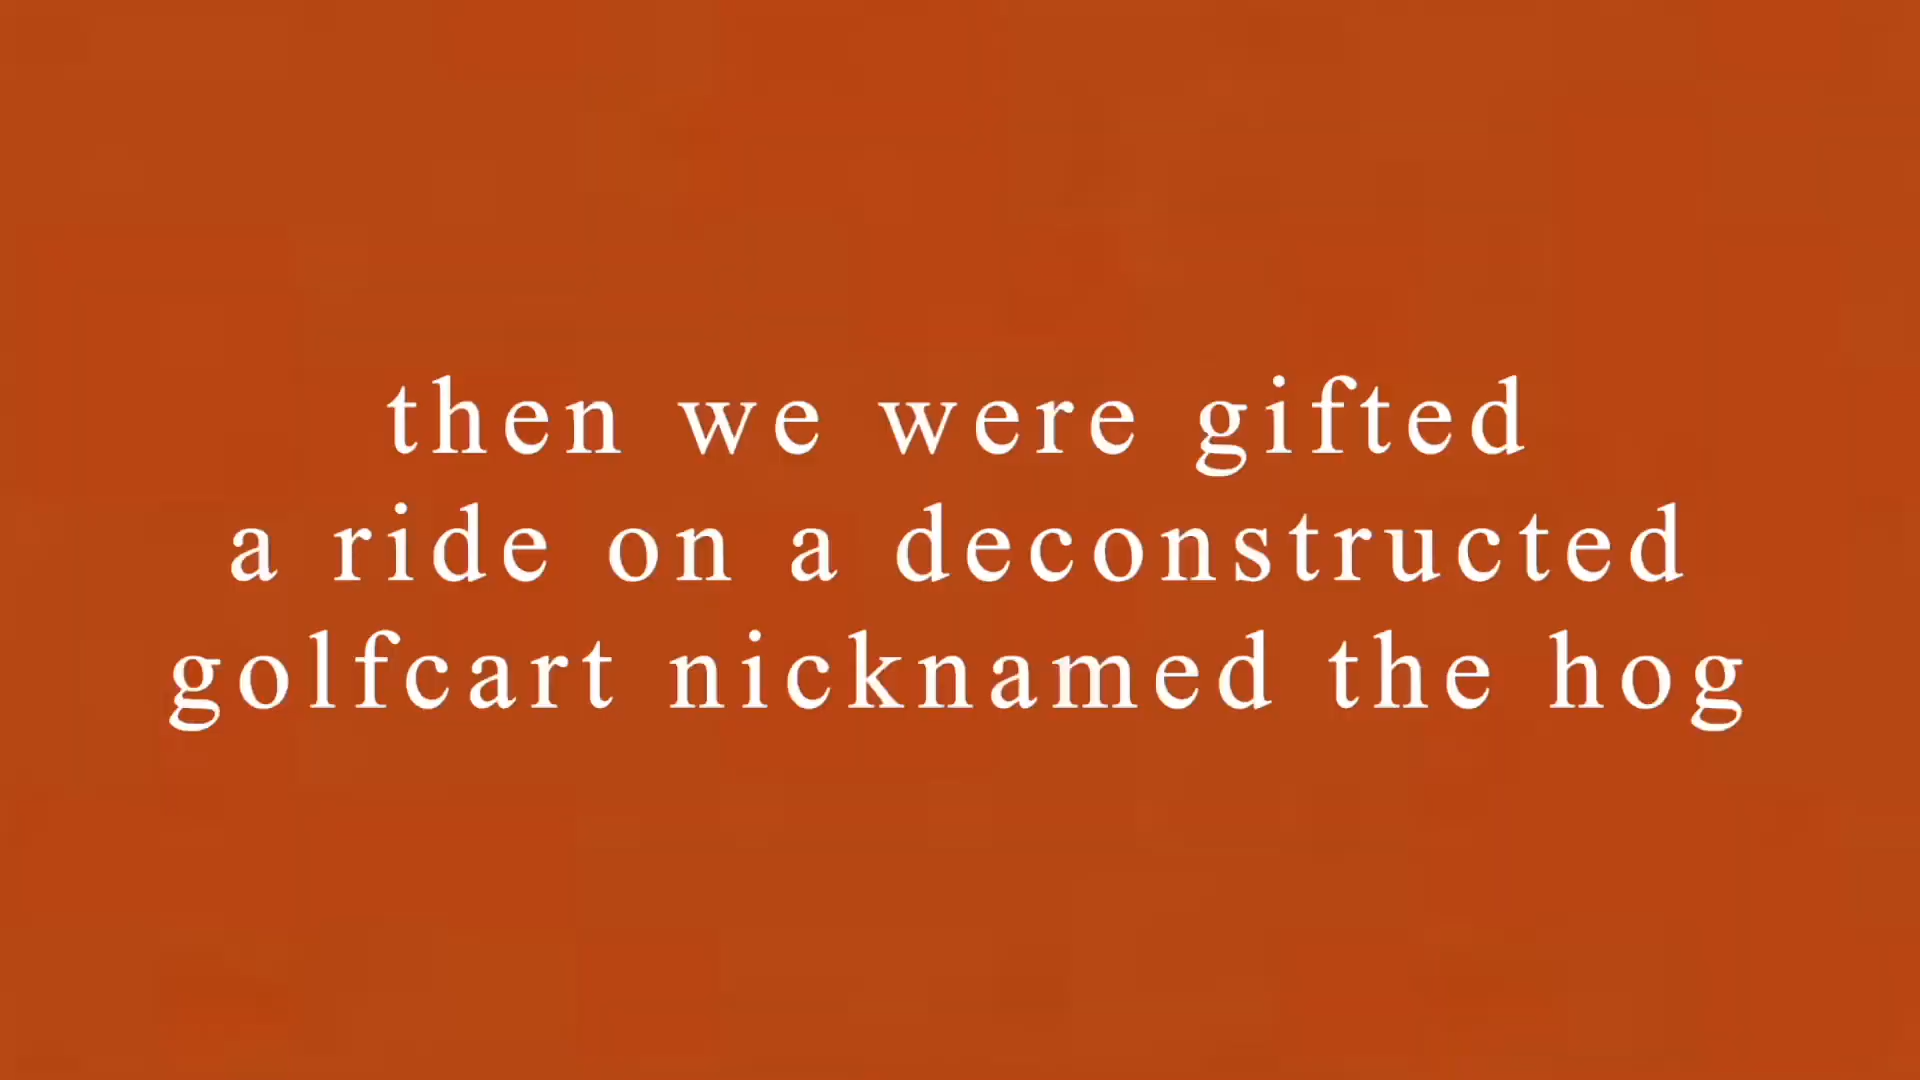 then we were gifted
a ride on a deconstructed
golfcart nicknamed the hog